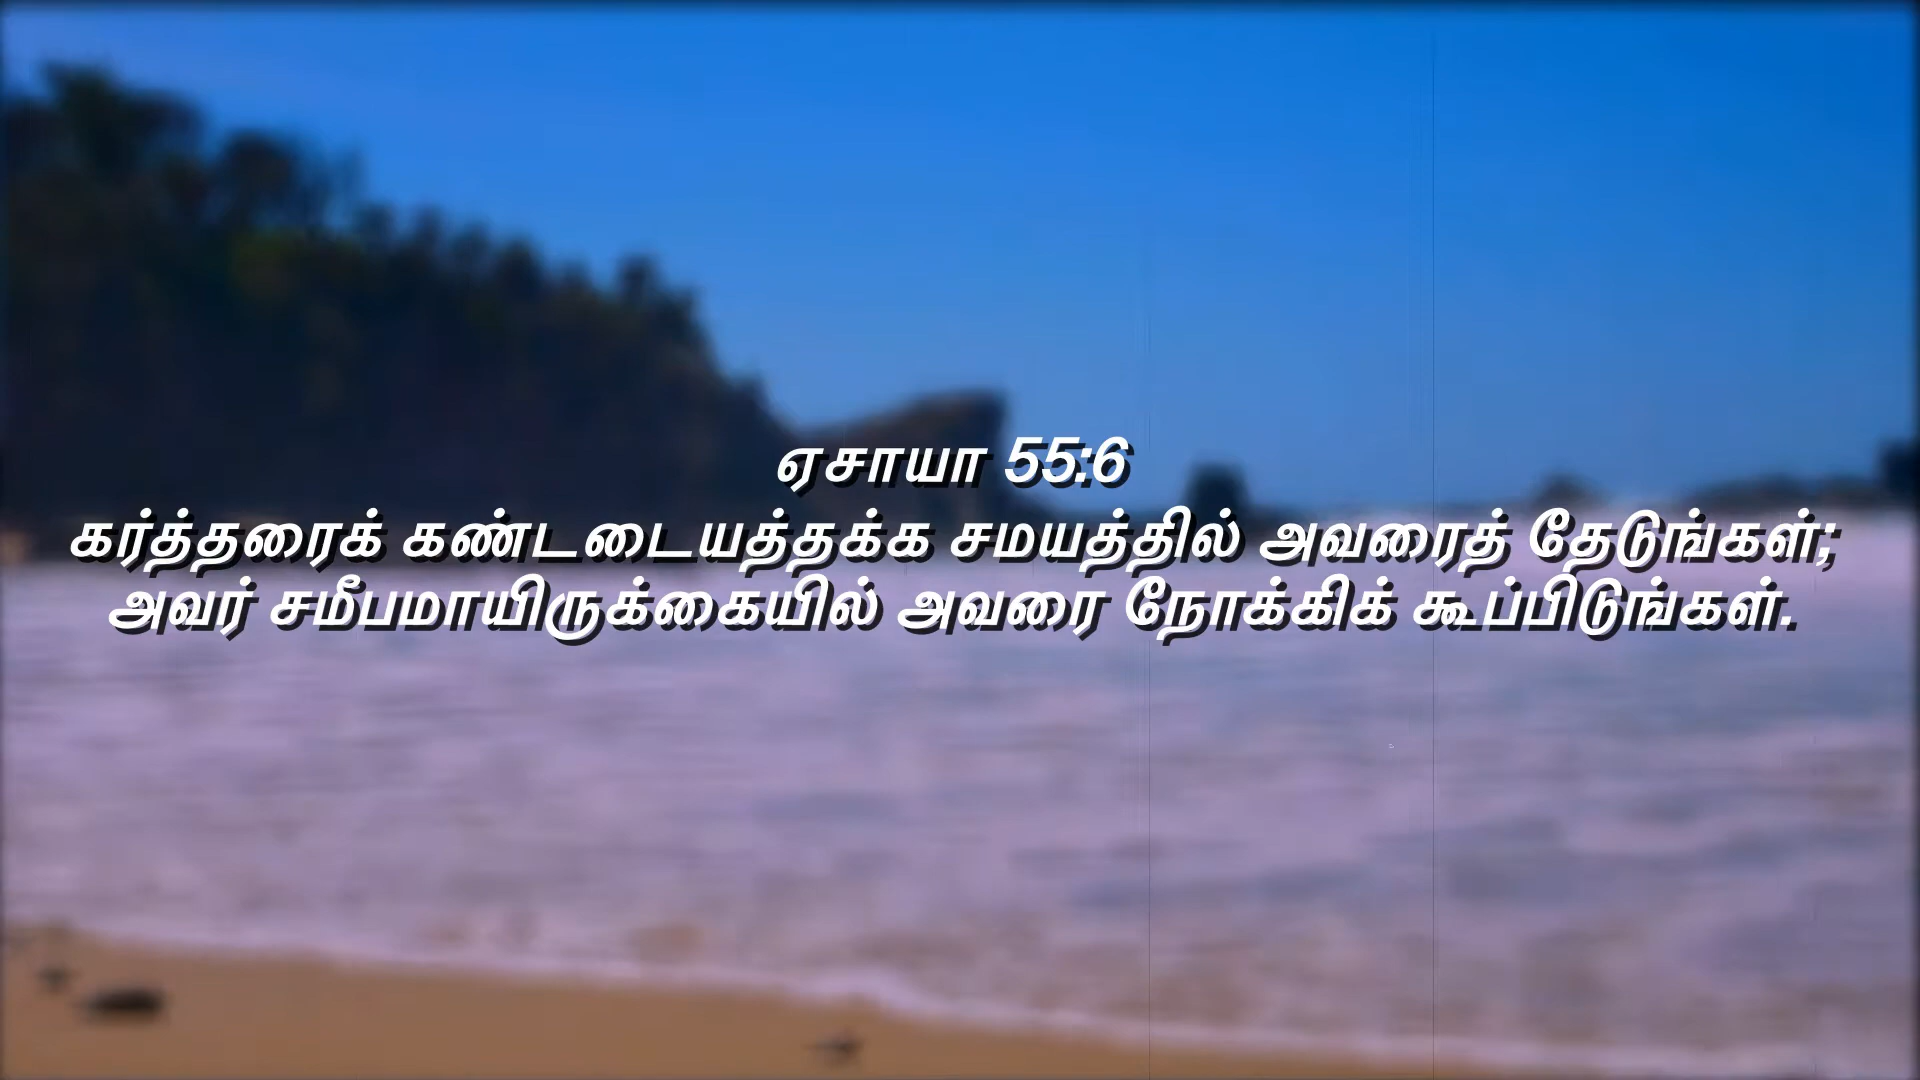 ஏசாயா 55:6
கர்த்தரைக் கண்டடையத்தக்க சமயத்தில் அவரைத் தேடுங்கள்;
அவர் சமீபமாயிருக்கையில் அவரை நோக்கிக் கூப்பிடுங்கள்.